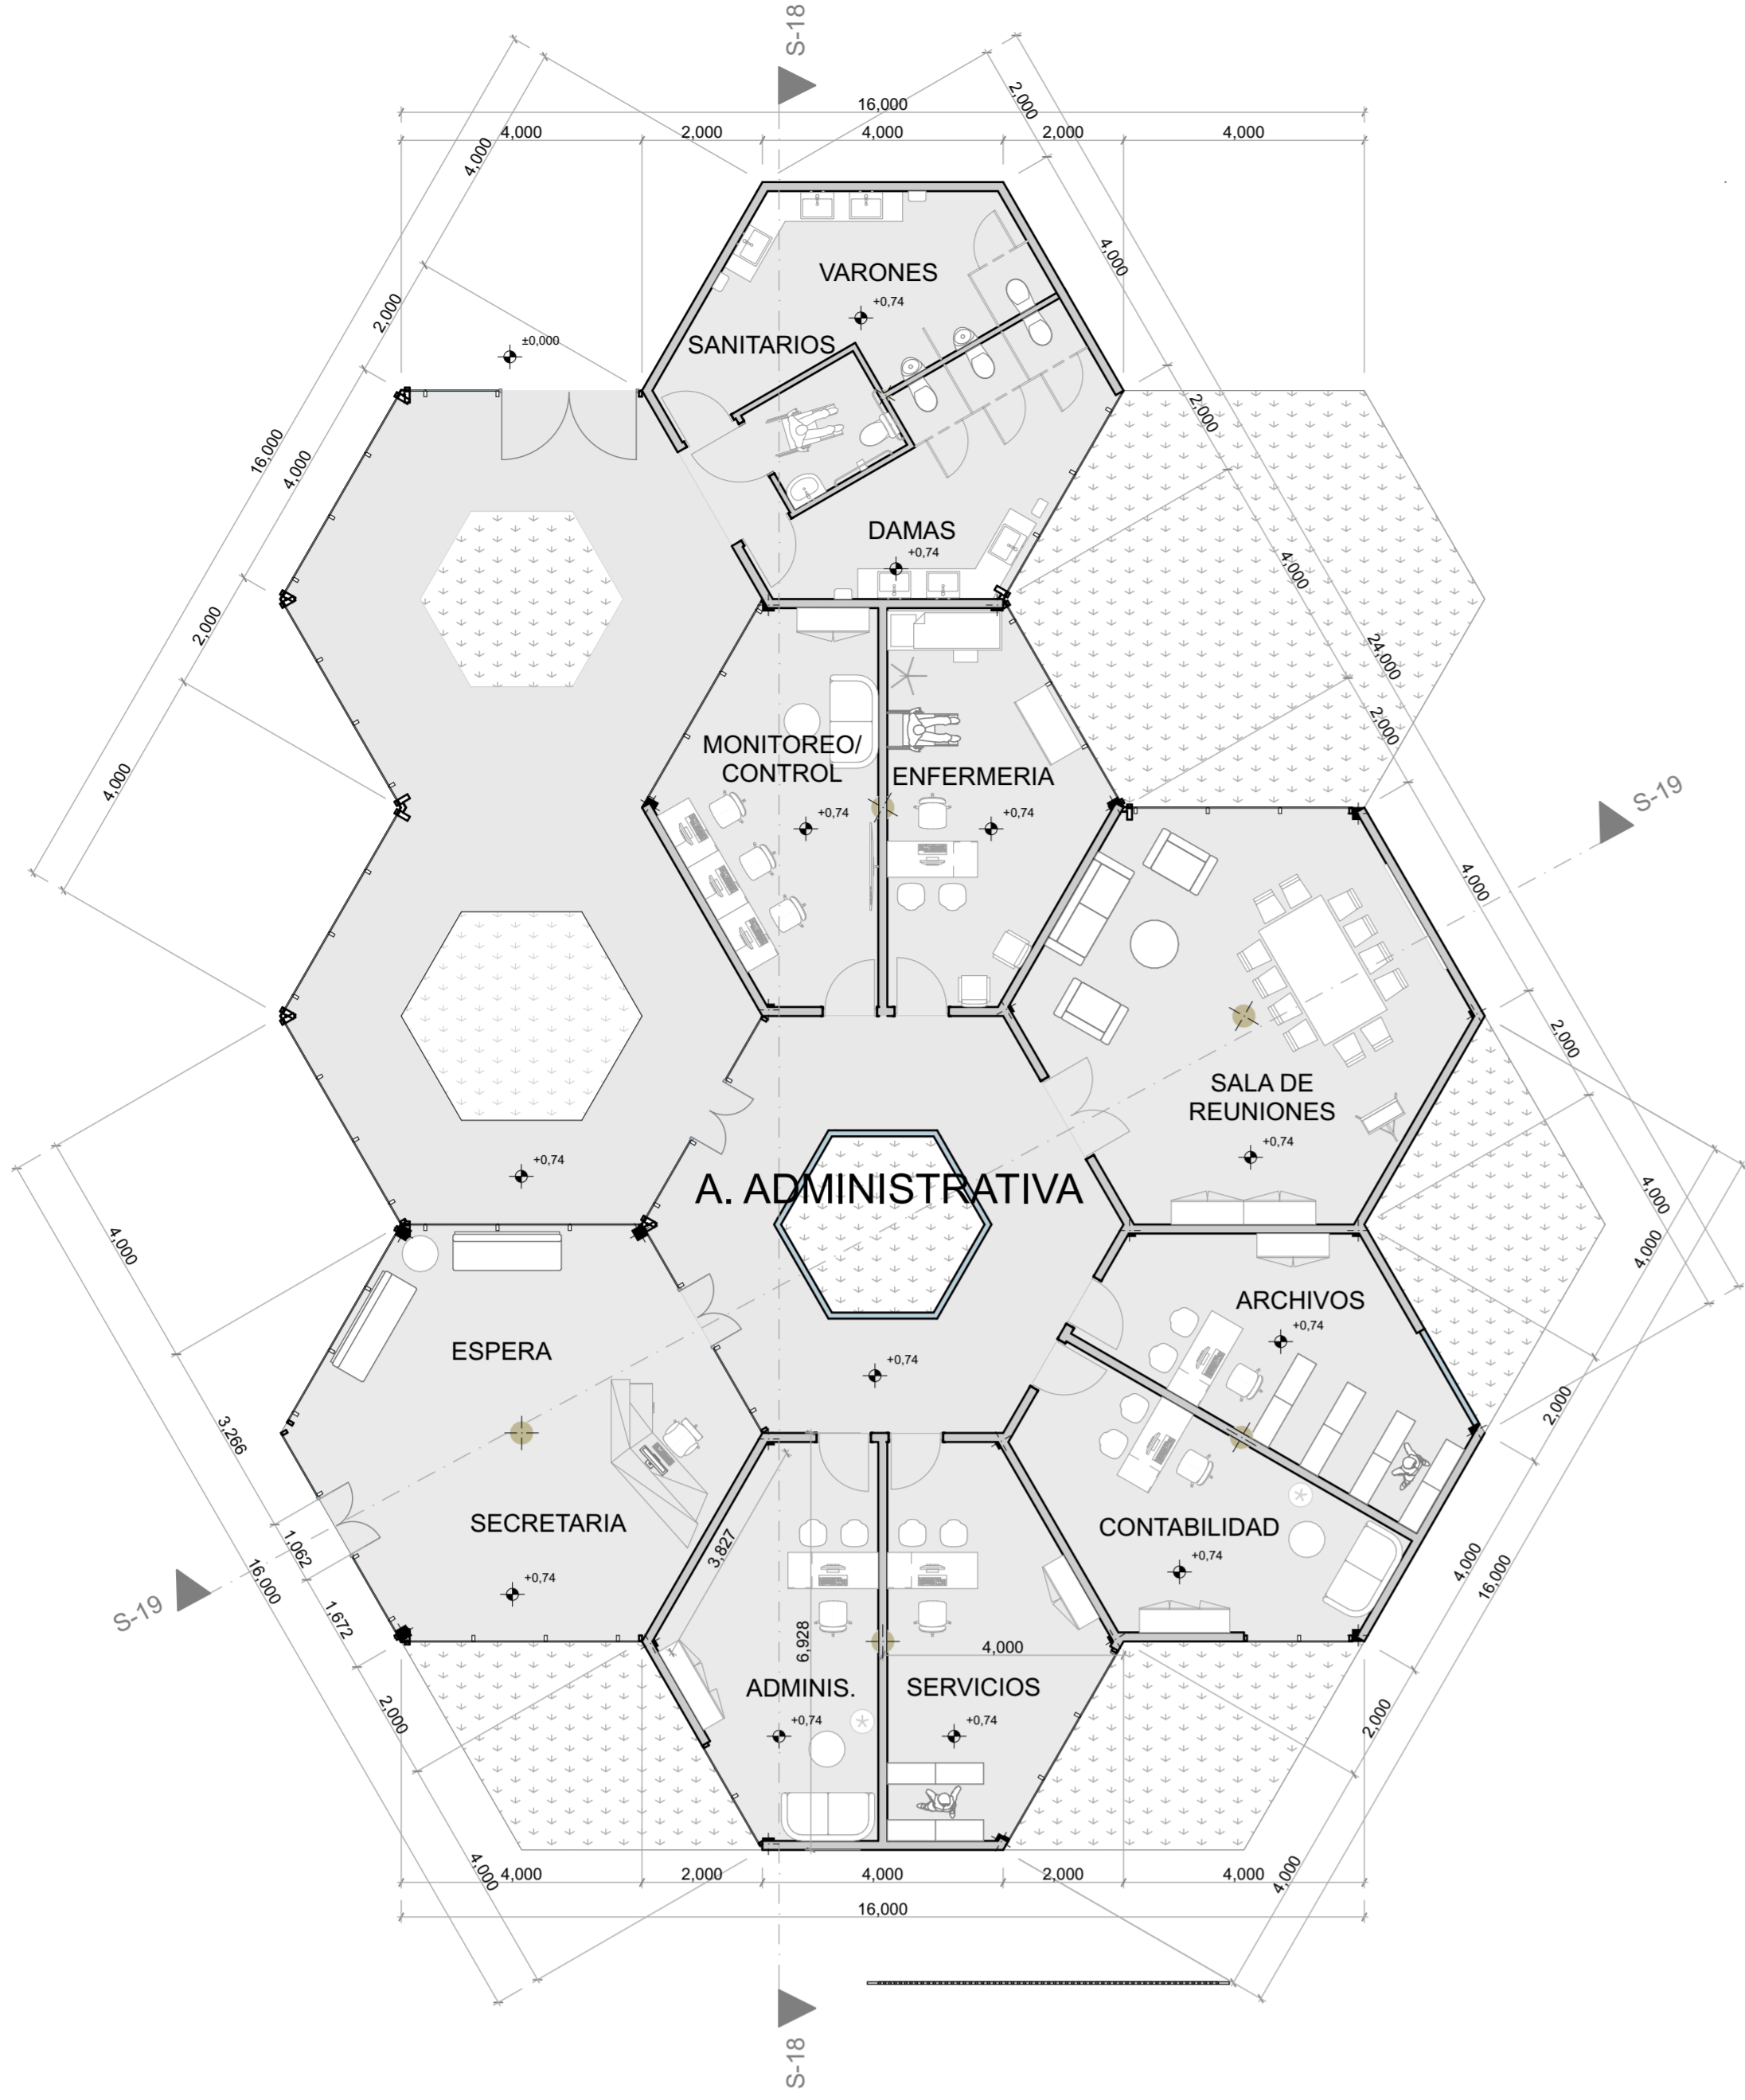 S-18
16,000
4,000
2,000
4,000
2,000
4,000
4,000
2,000
16,000
4,000
2,000
4,000
2,000
4,000
2,000
4,000
24,000
2,000
4,000
2,000
4,000
4,000
2,000
4,000
16,000
2,000
4,000
±0,000
VARONES
+0,74
SANITARIOS
DAMAS
+0,74
MONITOREO/
CONTROL
+0,74
ENFERMERIA
+0,74
S-19
SALA DE
REUNIONES
+0,74
+0,74
A. ADMINISTRATIVA
ARCHIVOS
+0,74
ESPERA
+0,74
SECRETARIA
+0,74
CONTABILIDAD
+0,74
3,827
6,928
4,000
ADMINIS.
+0,74
SERVICIOS
+0,74
4,000
3,266
1,062
16,000
1,672
2,000
4,000
S-19
4,000
2,000
4,000
2,000
4,000
16,000
S-18